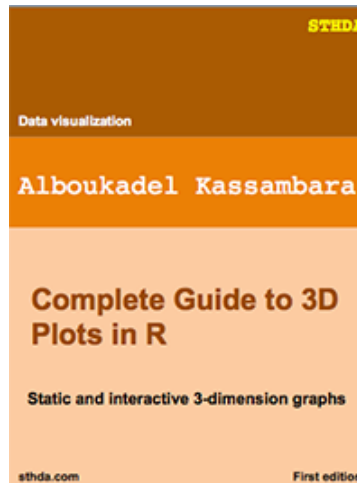 STHDA
Data visualization
Alboukadel Kassambara
Complete Guide to 3D
Plots in R
Static and interactive 3-dimension graphs
sthda.com First edition